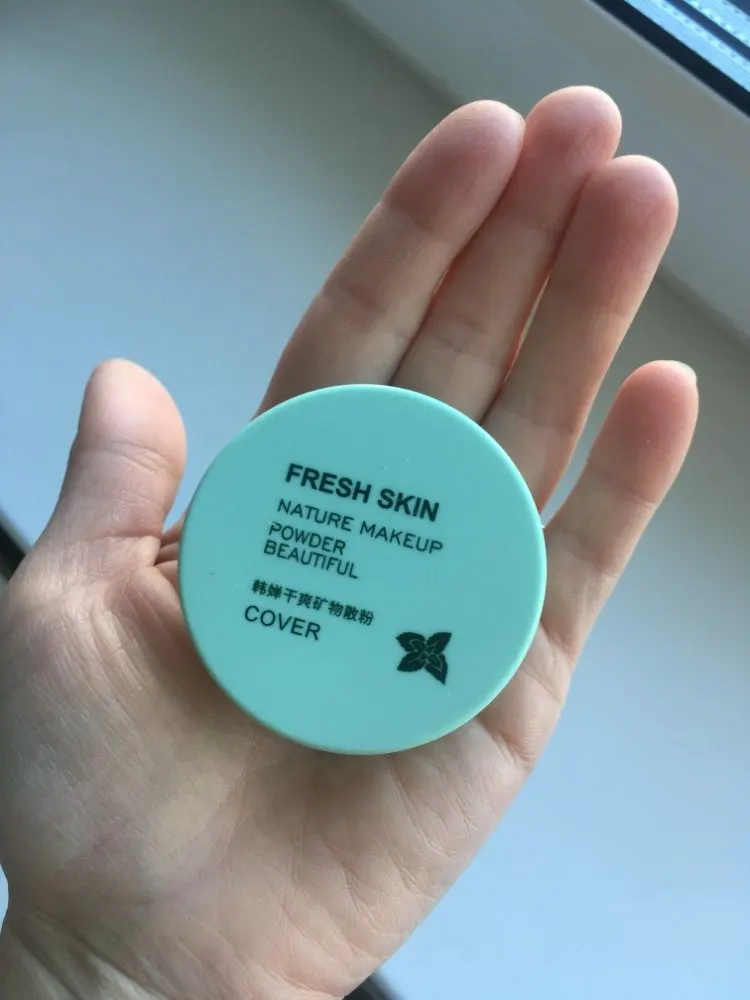 FRESH SKIN
NATURE MAKEUP
POWDER
BEAUTIFUL
韩婵干爽矿物散粉
COVER